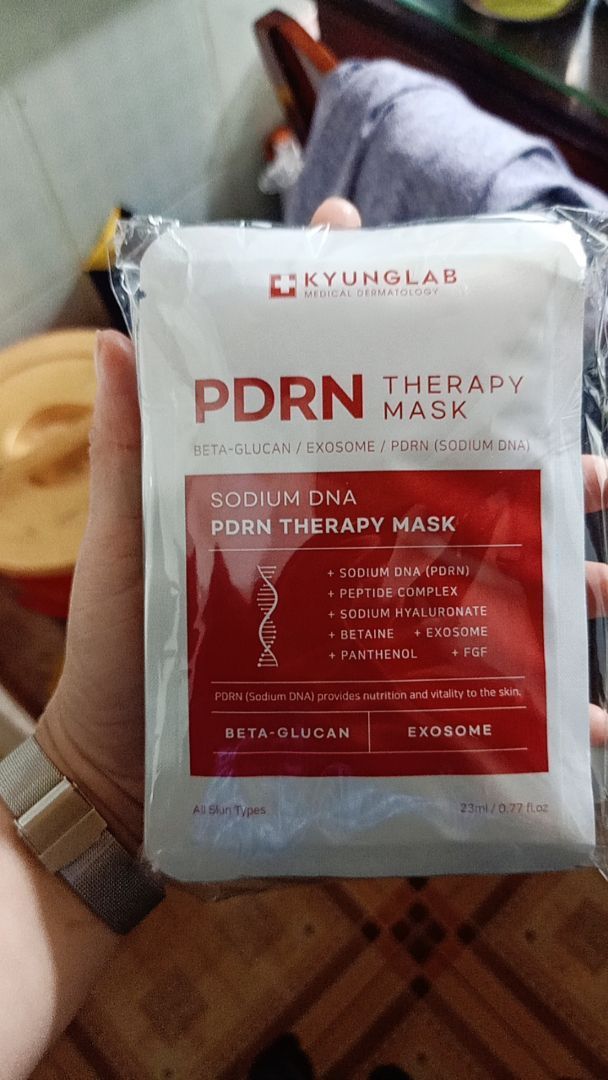 KYUNGLAB
MEDICAL DERMATOLOGY
PDRN THERAPY MASK
BETA-GLUCAN / EXOSOME / PDRN (SODIUM DNA)
SODIUM DNA
PDRN THERAPY MASK
+ SODIUM DNA (PDRN)
+ PEPTIDE COMPLEX
+ SODIUM HYALURONATE
+ BETAINE + EXOSOME
+ PANTHENOL + FGF
PDRN (Sodium DNA) provides nutrition and vitality to the skin.
BETA-GLUCAN EXOSOME
All Skin Types 23ml / 0.77 fl.oz